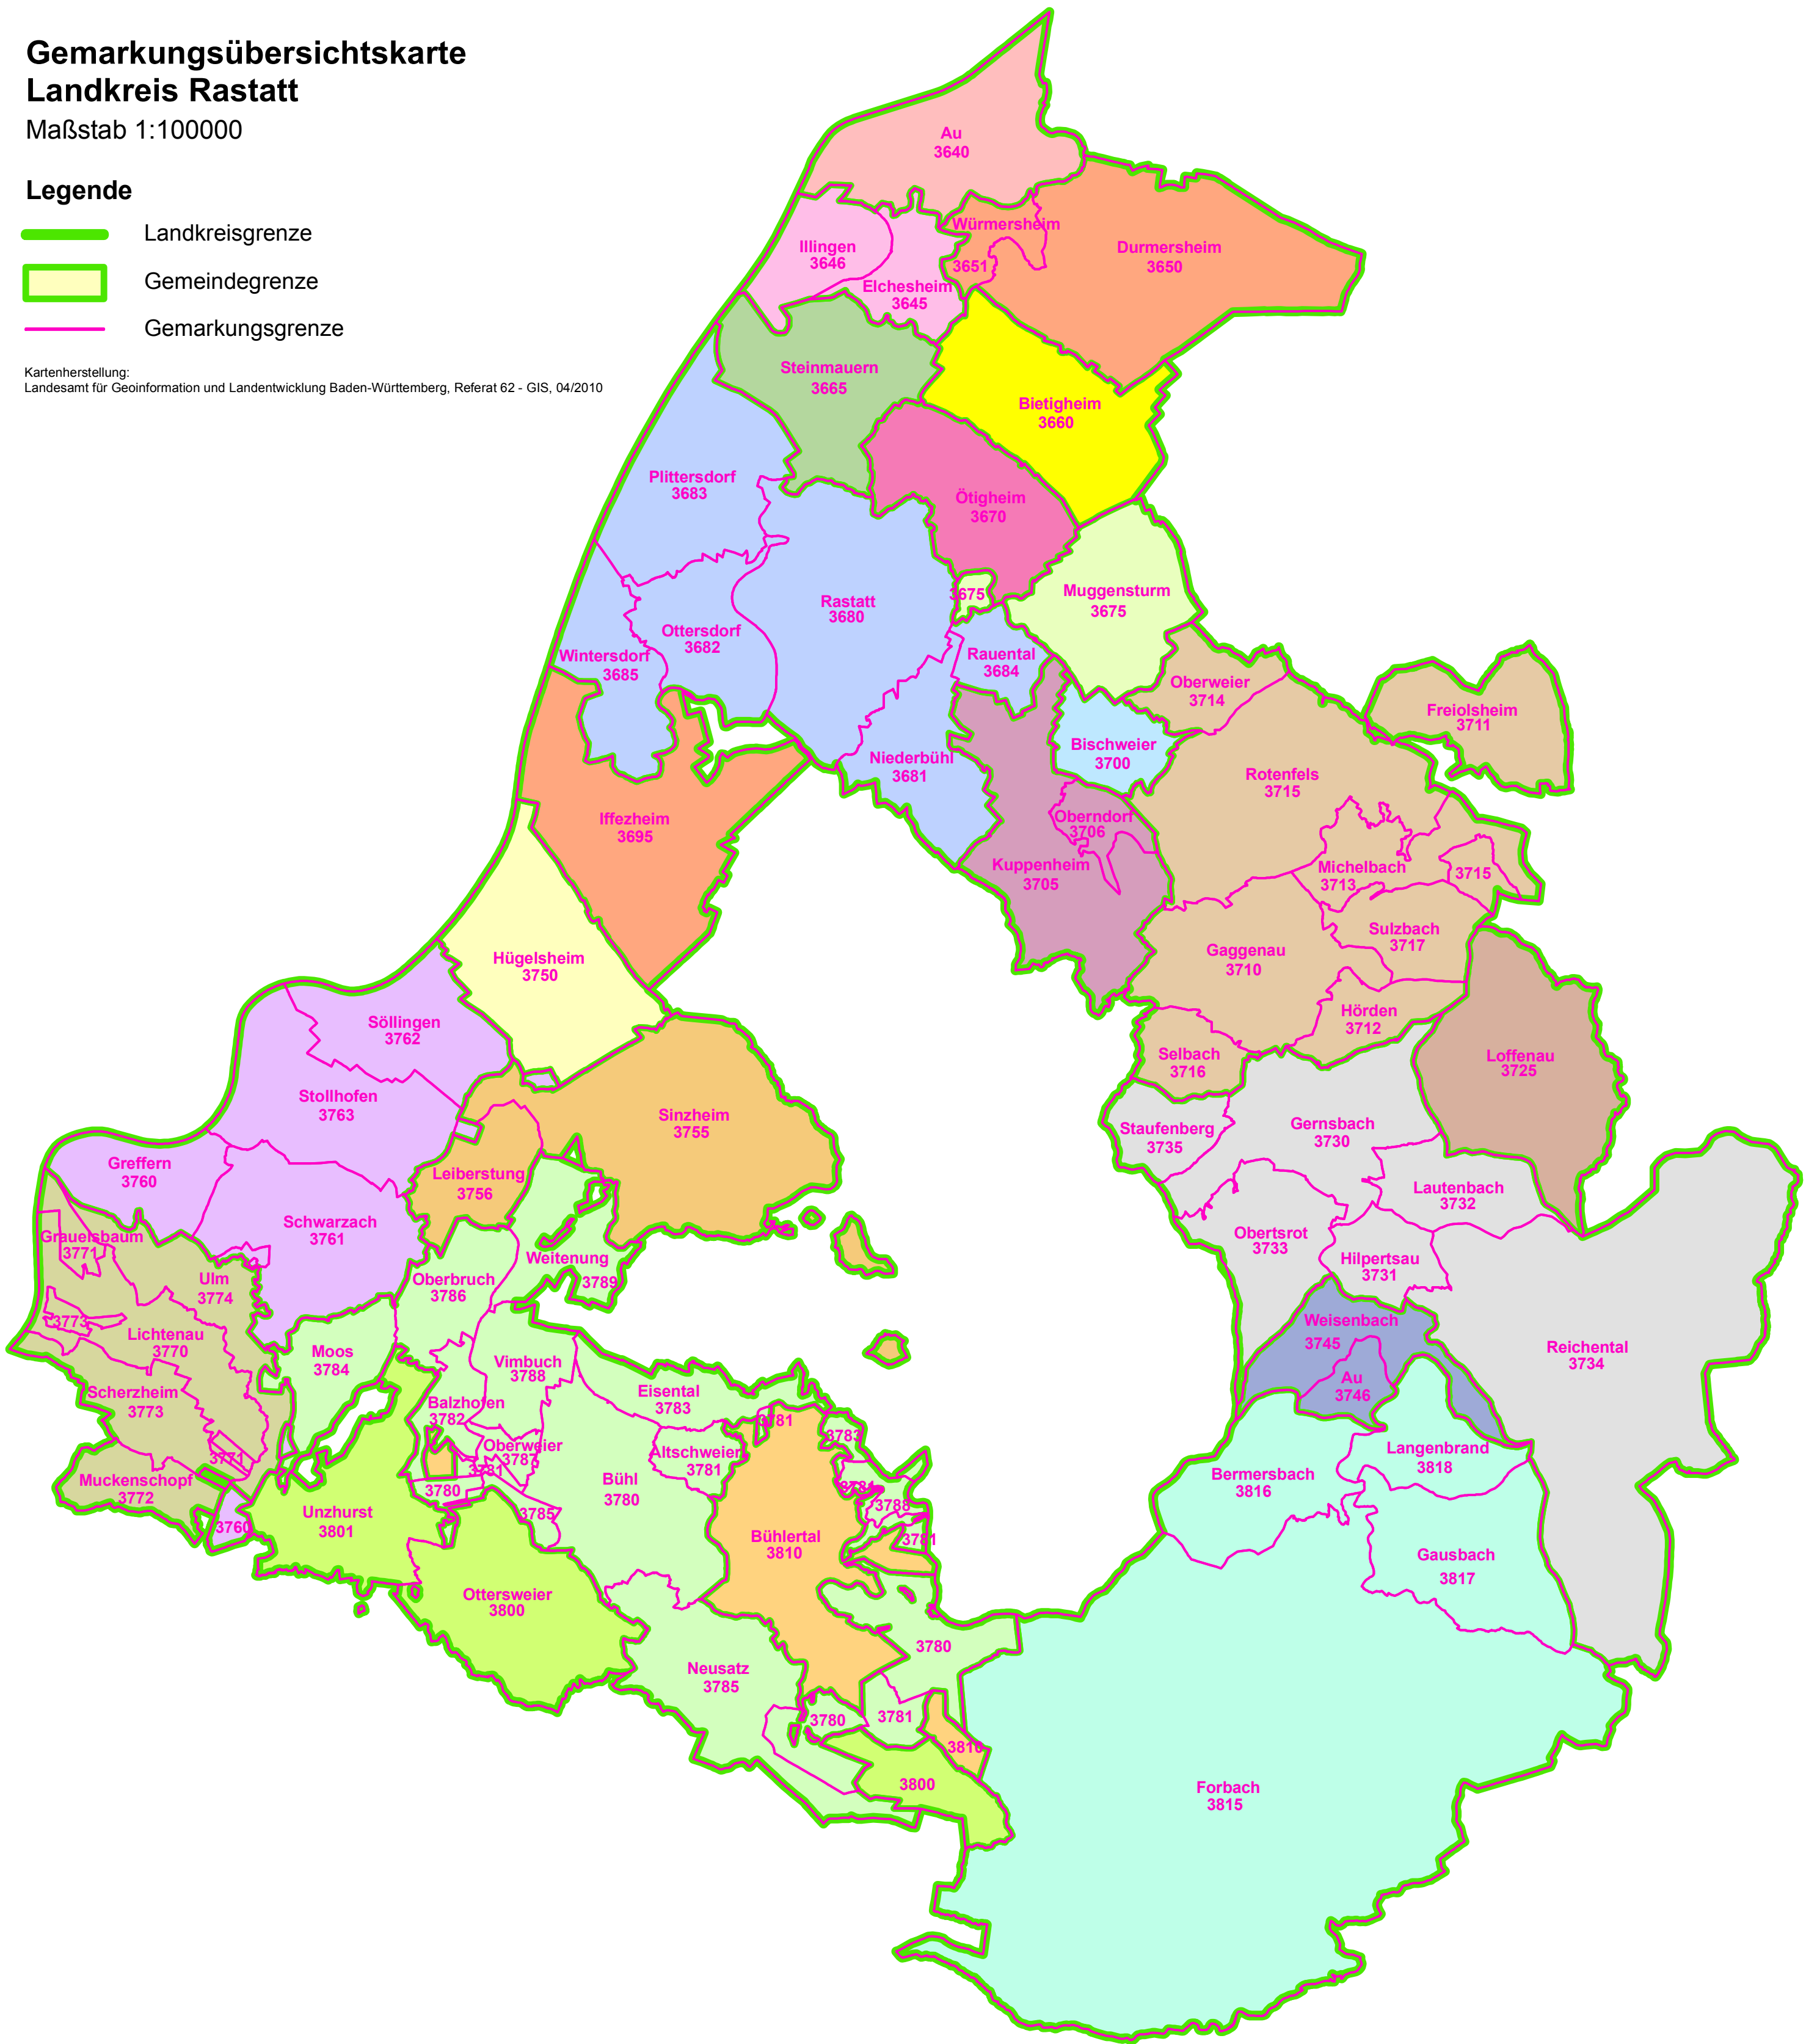 Gemarkungsübersichtskarte
Landkreis Rastatt
Maßstab 1:100000
Legende
Landkreisgrenze
Gemeindegrenze
Gemarkungsgrenze
Kartenherstellung:
Landesamt für Geoinformation und Landentwicklung Baden-Württemberg, Referat 62 - GIS, 04/2010
Au
3640
Würmersheim
3651
Durmersheim
3650
Illingen
3646
Elchesheim
3645
Steinmauern
3665
Bietigheim
3660
Plittersdorf
3683
Ötigheim
3670
Muggensturm
3675
3675
Rastatt
3680
Ottersdorf
3682
Wintersdorf
3685
Rauental
3684
Oberweier
3714
Freiolsheim
3711
Bischweier
3700
Niederbühl
3681
Rotenfels
3715
Iffezheim
3695
Oberndorf
3706
Kuppenheim
3705
Michelbach
3713
3715
Sulzbach
3717
Gaggenau
3710
Hügelsheim
3750
Hörden
3712
Söllingen
3762
Selbach
3716
Loffenau
3725
Stollhofen
3763
Sinzheim
3755
Staufenberg
3735
Gernsbach
3730
Greffern
3760
Leiberstung
3756
Lautenbach
3732
Schwarzach
3761
Grauelsbaum
3771
Obertsrot
3733
Hilpertsau
3731
Weitenung
3789
Ulm
3774
Oberbruch
3786
3773
Lichtenau
3770
Weisenbach
3745
Reichental
3734
Moos
3784
Vimbuch
3788
Au
3746
Scherzheim
3773
Eisental
3783
Balzhofen
3782
3781
3783
Oberweier
3787
3781
Altschweier
3781
Langenbrand
3818
3771
Muckenschopf
3772
Bühl
3780
3780
Bermersbach
3816
3781
3788
3785
3760
Unzhurst
3801
Bühlertal
3810
3781
Gausbach
3817
Ottersweier
3800
3780
Neusatz
3785
3780
3781
3810
3800
Forbach
3815